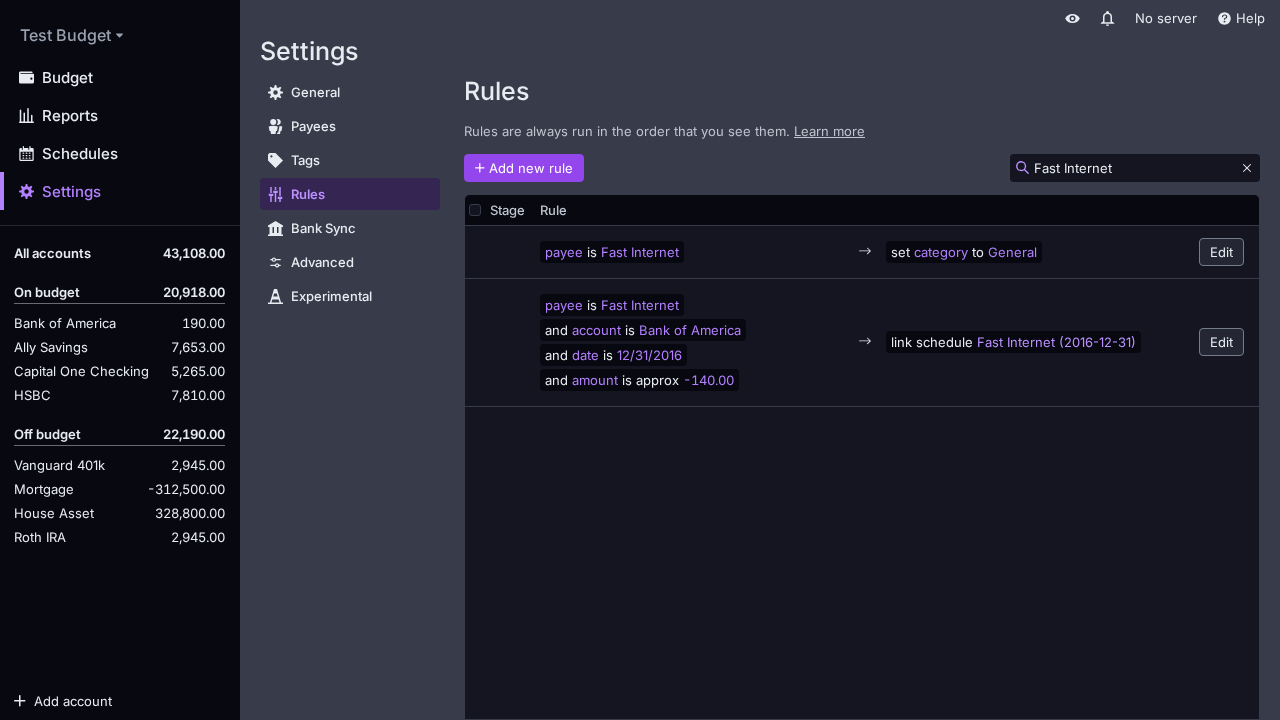 Test Budget
Budget
Reports
Schedules
Settings
All accounts 43,108.00
On budget 20,918.00
Bank of America 190.00
Ally Savings 7,653.00
Capital One Checking 5,265.00
HSBC 7,810.00
Off budget 22,190.00
Vanguard 401k 2,945.00
Mortgage -312,500.00
House Asset 328,800.00
Roth IRA 2,945.00
Add account
No server Help
Settings
General
Payees
Tags
Rules
Bank Sync
Advanced
Experimental
Rules
Rules are always run in the order that you see them. Learn more
Add new rule Fast Internet
Stage Rule
payee is Fast Internet → set category to General Edit
payee is Fast Internet
and account is Bank of America
and date is 12/31/2016
and amount is approx -140.00
→ link schedule Fast Internet (2016-12-31) Edit